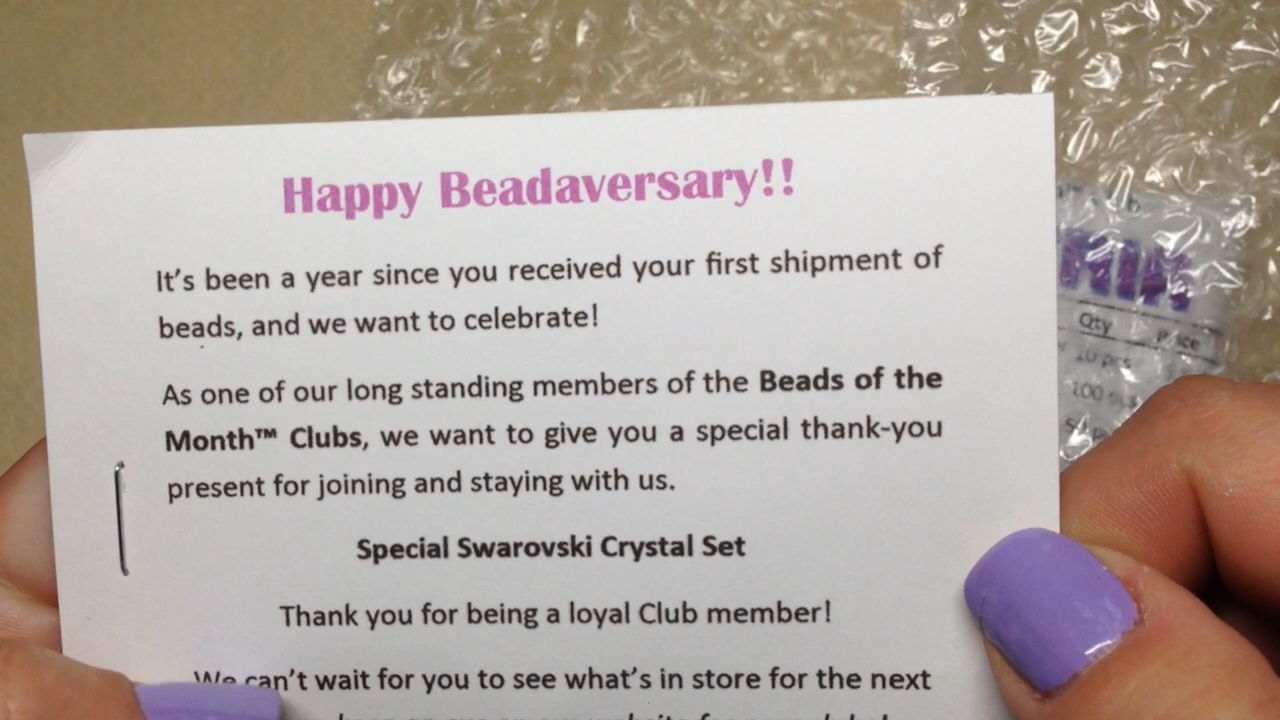 Happy Beadaversary!!
It's been a year since you received your first shipment of
beads, and we want to celebrate!
As one of our long standing members of the Beads of the
Month™ Clubs, we want to give you a special thank-you
present for joining and staying with us.
Special Swarovski Crystal Set
Thank you for being a loyal Club member!
We can't wait for you to see what's in store for the next
Qty Price
10 pcs
100